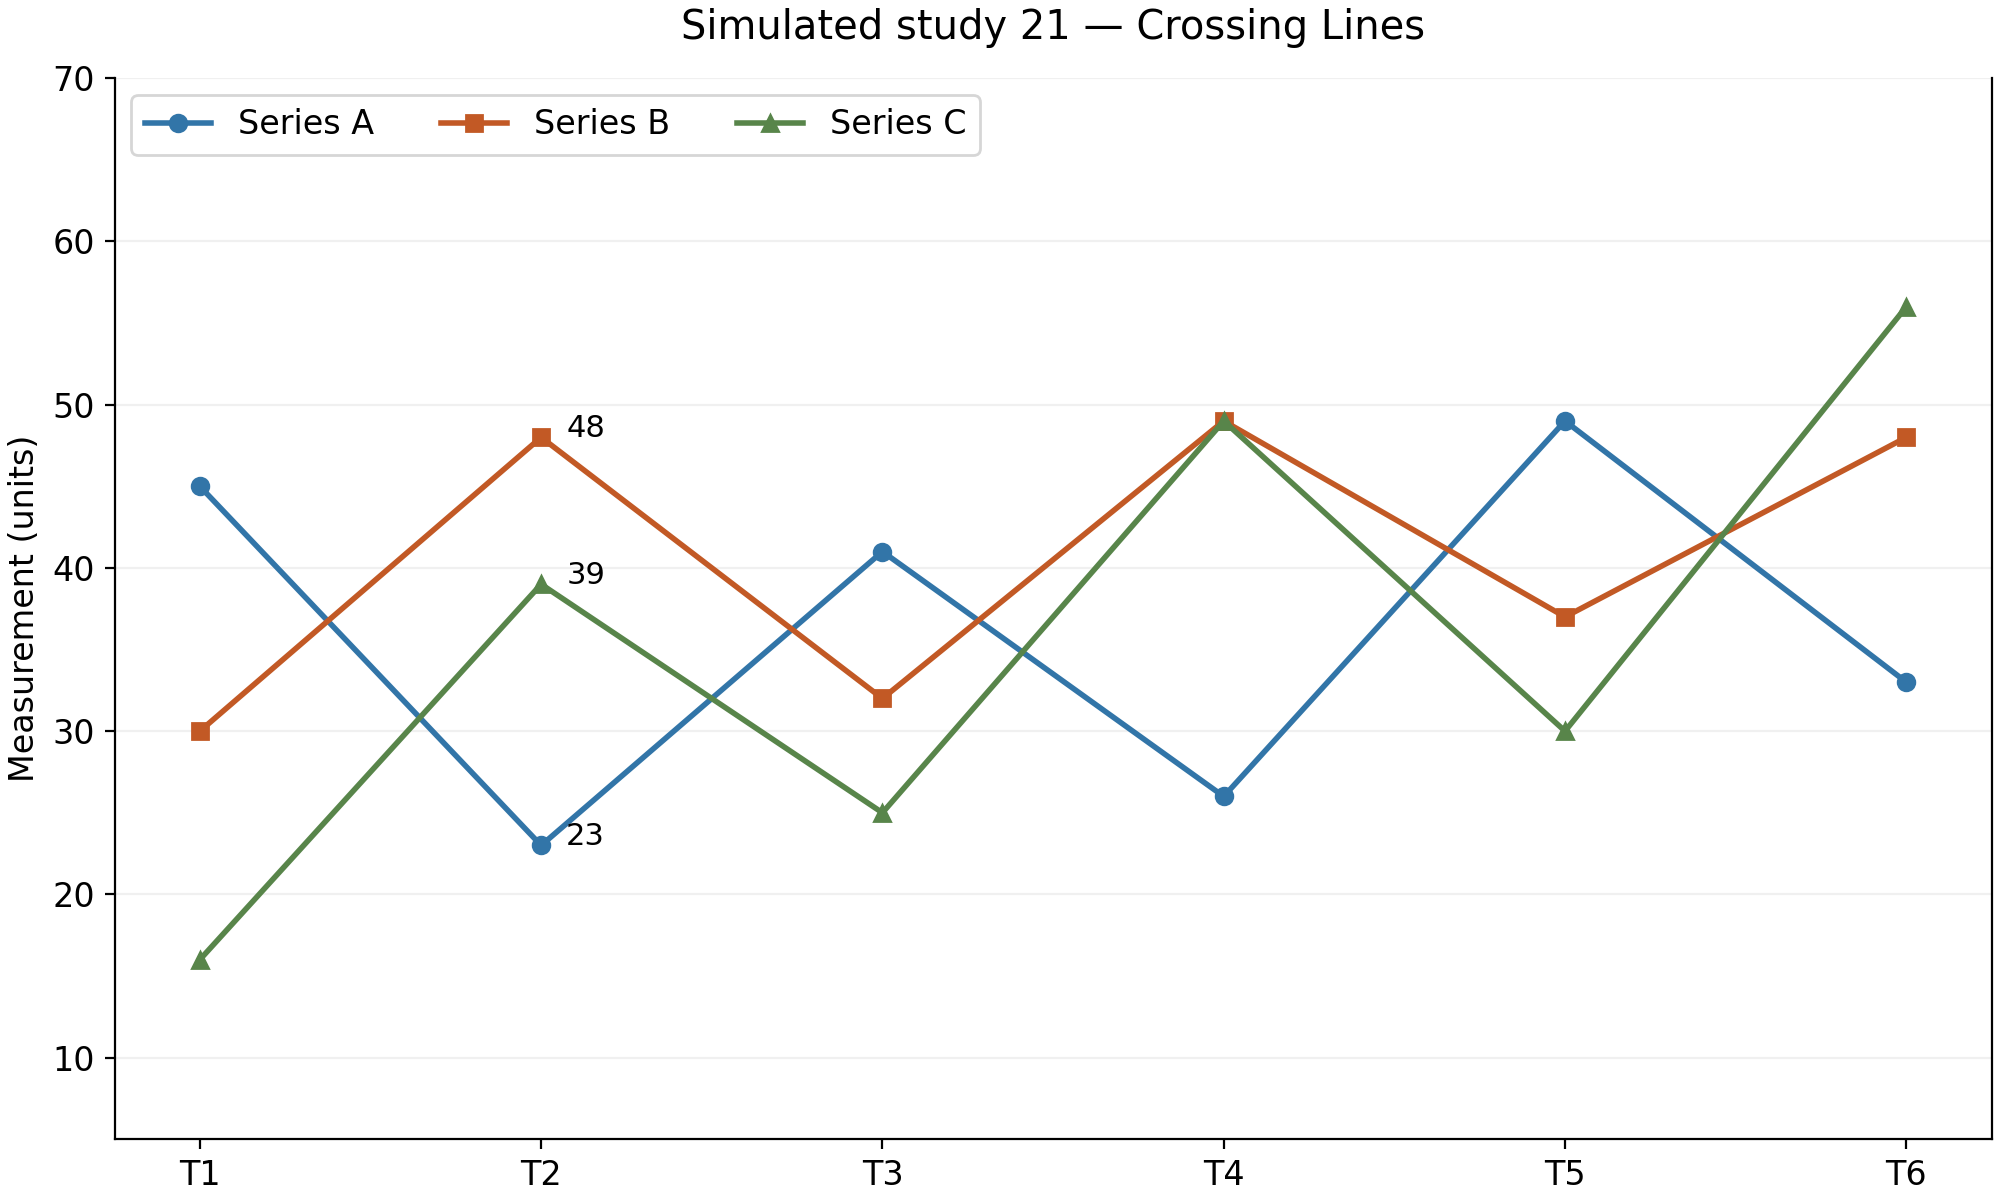 Simulated study 21 — Crossing Lines
Series A
Series B
Series C
Measurement (units)
70
60
50
40
30
20
10
48
39
23
T1
T2
T3
T4
T5
T6